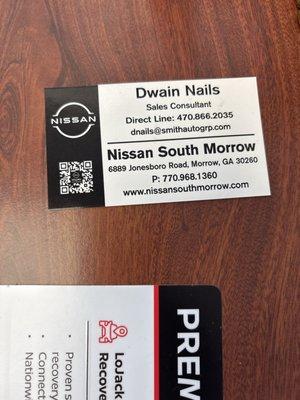 NISSAN
Dwain Nails
Sales Consultant
Direct Line: 470.866.2035
dnails@smithautogrp.com
Nissan South Morrow
6889 Jonesboro Road, Morrow, GA 30260
P: 770.968.1360
www.nissansouthmorrow.com
PREM
LoJack
Recove
• Proven s
recovery
• Connect
Nationw